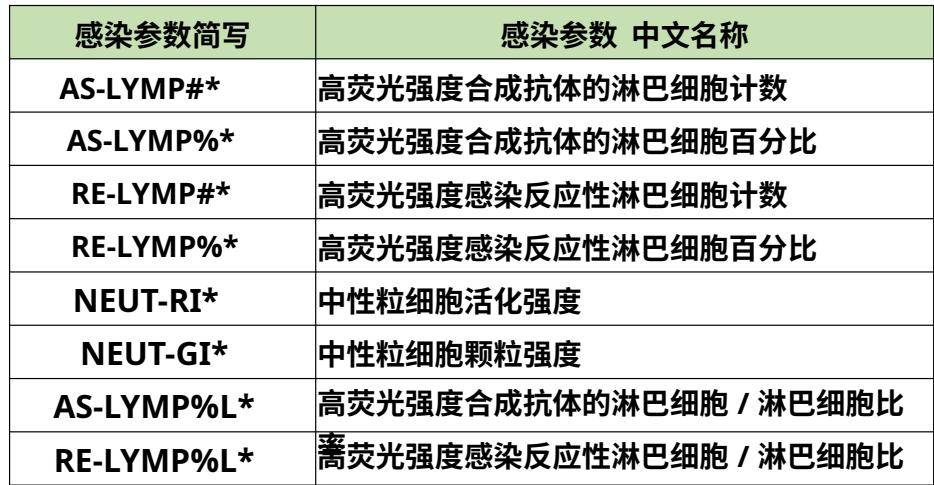 感染参数简写 感染参数 中文名称
AS-LYMP#* 高荧光强度合成抗体的淋巴细胞计数
AS-LYMP%* 高荧光强度合成抗体的淋巴细胞百分比
RE-LYMP#* 高荧光强度感染反应性淋巴细胞计数
RE-LYMP%* 高荧光强度感染反应性淋巴细胞百分比
NEUT-RI* 中性粒细胞活化强度
NEUT-GI* 中性粒细胞颗粒强度
AS-LYMP%L* 高荧光强度合成抗体的淋巴细胞 / 淋巴细胞比
率
RE-LYMP%L* 高荧光强度感染反应性淋巴细胞 / 淋巴细胞比